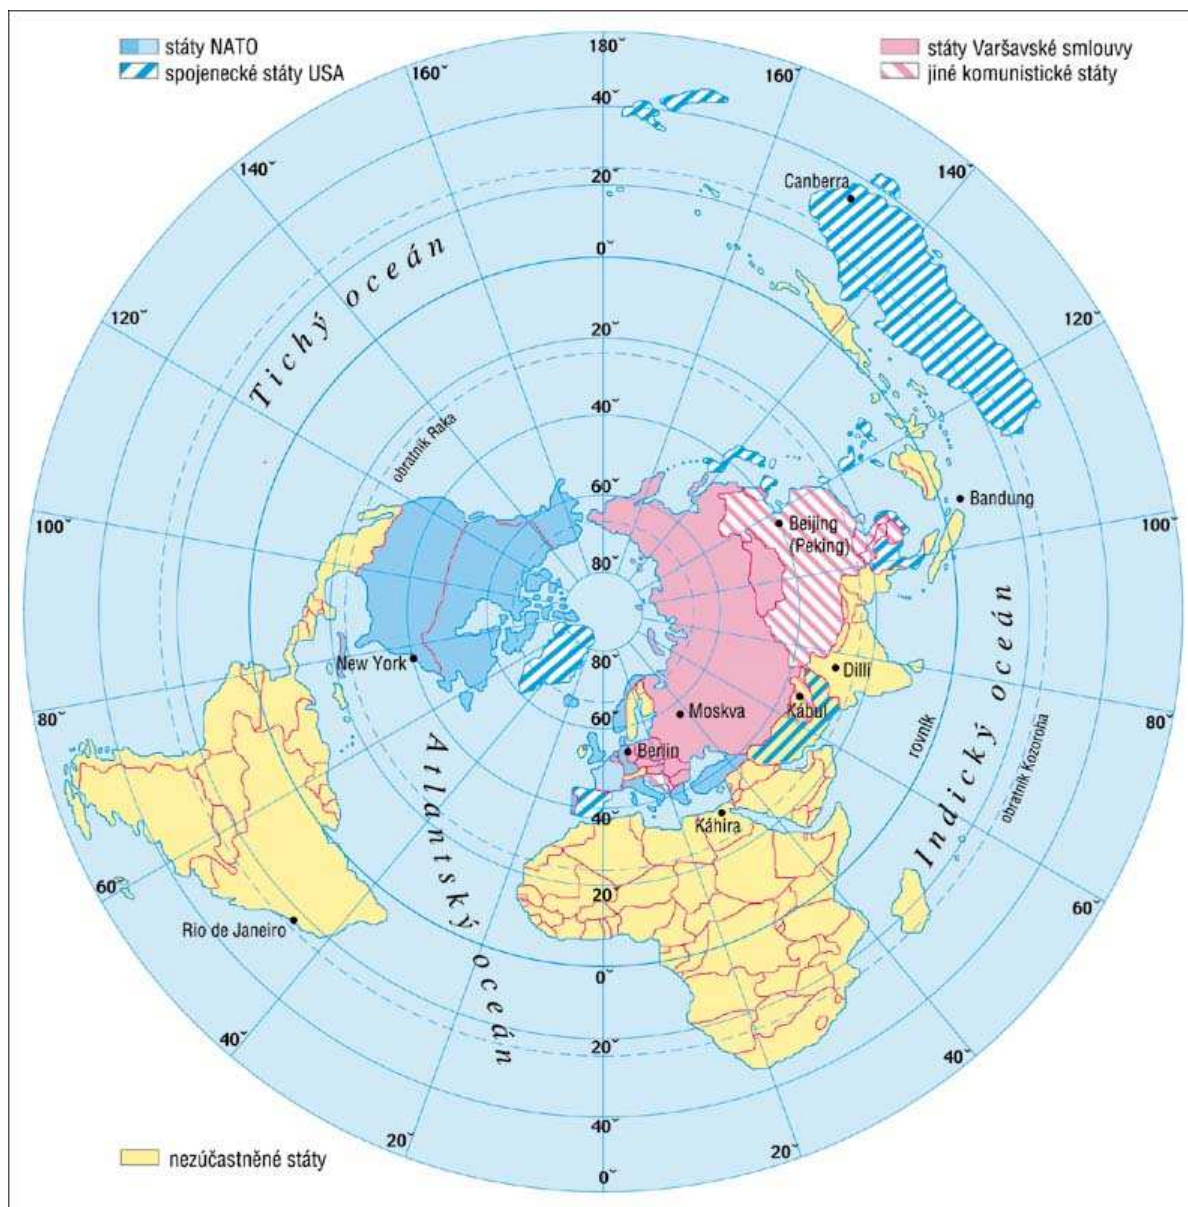 státy NATO
spojenecké státy USA
státy Varšavské smlouvy
jiné komunistické státy
180˘
160˘
160˘
40˘
140˘
140˘
20˘
Canberra
0˘
Tichý oceán
120˘
120˘
20˘
40˘
obratník Raka
60˘
Bandung
100˘
100˘
Beijing
(Peking)
80˘
New York
80˘
Dilli
Kábul
Moskva
60˘
80˘
80˘
Berlin
rovník
Indický oceán
obratník Kozoroha
Atlantský oceán
40˘
Káhira
60˘
20˘
60˘
Rio de Janeiro
0˘
40˘
20˘
40˘
40˘
20˘
20˘
0˘
nezúčastněné státy